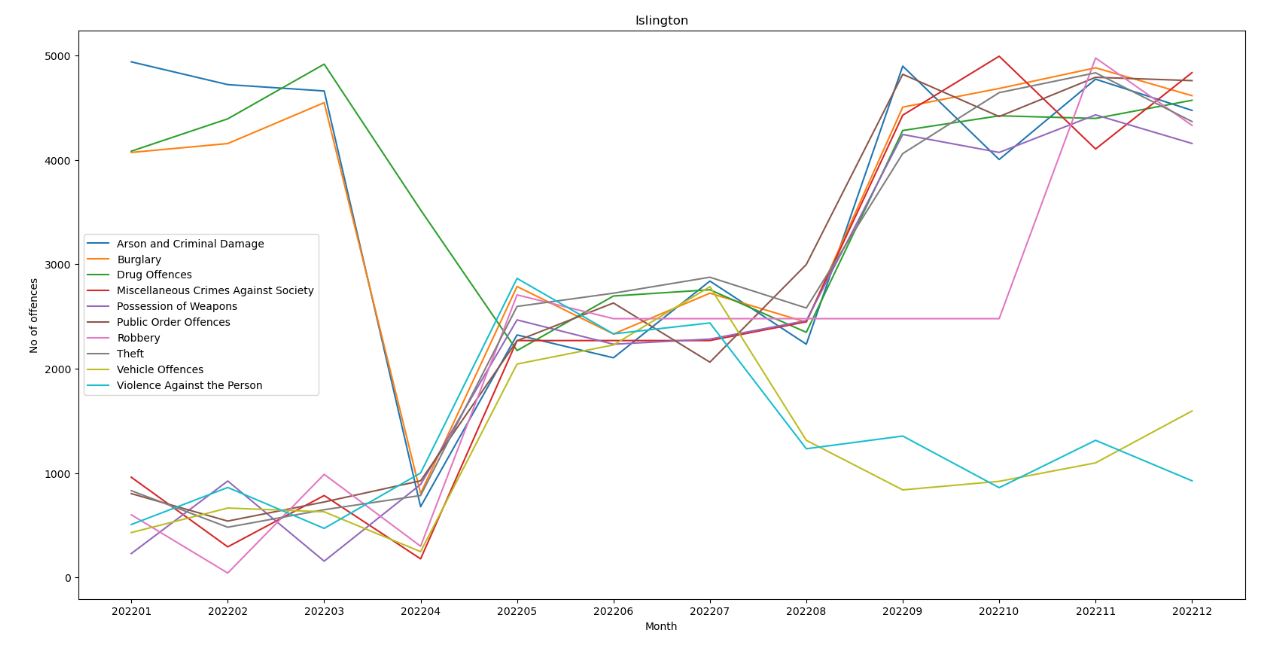 Islington
5000
4000
3000
2000
1000
0
No of offences
Arson and Criminal Damage
Burglary
Drug Offences
Miscellaneous Crimes Against Society
Possession of Weapons
Public Order Offences
Robbery
Theft
Vehicle Offences
Violence Against the Person
202201 202202 202203 202204 202205 202206 202207 202208 202209 202210 202211 202212
Month